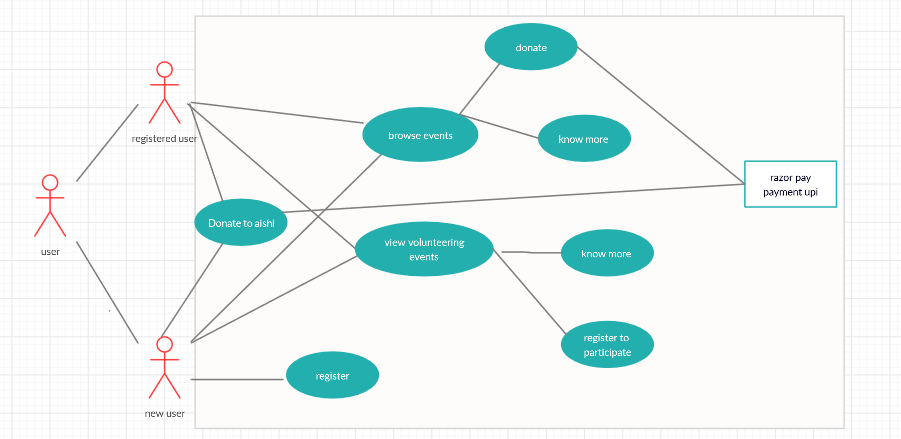 donate
registered user
browse events
know more
razor pay
payment upi
Donate to aishi
user
view volunteering
events
know more
register to
participate
register
new user